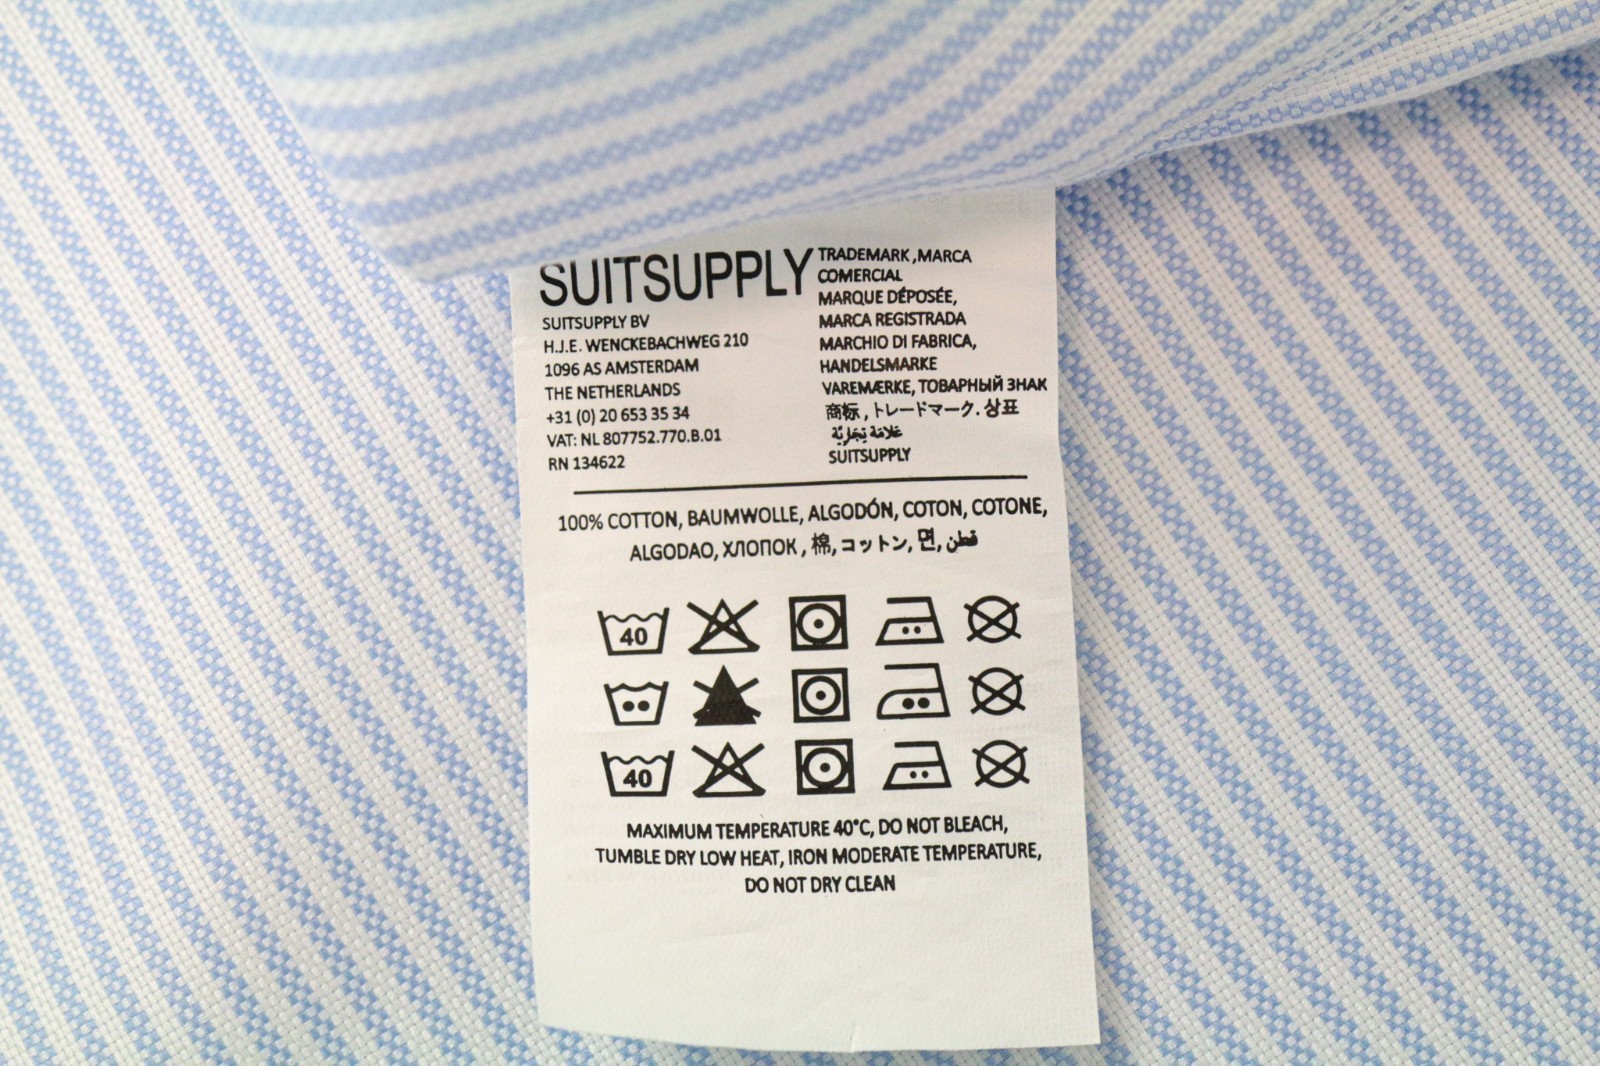 SUITSUPPLY
SUITSUPPLY BV
H.J.E. WENCKEBACHWEG 210
1096 AS AMSTERDAM
THE NETHERLANDS
+31 (0) 20 653 35 34
VAT: NL 807752.770.B.01
RN 134622
TRADEMARK ,MARCA
COMERCIAL
MARQUE DÉPOSÉE,
MARCA REGISTRADA
MARCHIO DI FABRICA,
HANDELSMARKE
VAREMÆRKE, ТОВАРНЫЙ ЗНАК
商标 , トレードマーク. 상표
عَلامَة تِجَارِيَّة
SUITSUPPLY
100% COTTON, BAUMWOLLE, ALGODÓN, COTON, COTONE,
ALGODAO, ХЛОПОК , 棉, コットン, 면, قطن
40
40
MAXIMUM TEMPERATURE 40°C, DO NOT BLEACH,
TUMBLE DRY LOW HEAT, IRON MODERATE TEMPERATURE,
DO NOT DRY CLEAN